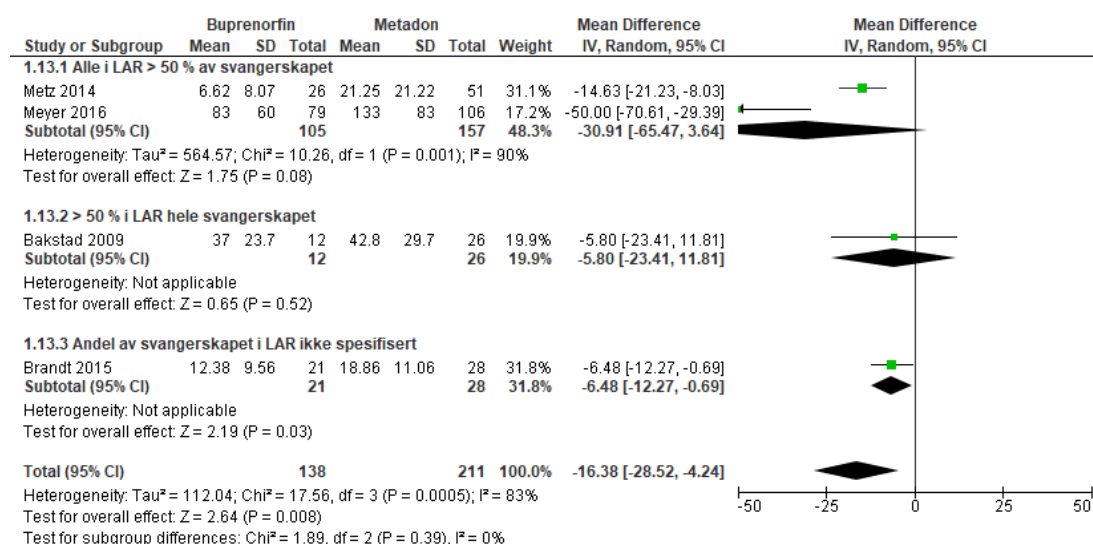 Buprenorfin Metadon Mean Difference Mean Difference
Study or Subgroup Mean SD Total Mean SD Total Weight IV, Random, 95% CI IV, Random, 95% CI
1.13.1 Alle i LAR > 50 % av svangerskapet
Metz 2014 6.62 8.07 26 21.25 21.22 51 31.1% -14.63 [-21.23, -8.03]
Meyer 2016 83 60 79 133 83 106 17.2% -50.00 [-70.61, -29.39]
Subtotal (95% CI) 105 157 48.3% -30.91 [-65.47, 3.64]
Heterogeneity: Tau² = 564.57; Chi² = 10.26, df = 1 (P = 0.001); I² = 90%
Test for overall effect: Z = 1.75 (P = 0.08)
1.13.2 > 50 % i LAR hele svangerskapet
Bakstad 2009 37 23.7 12 42.8 29.7 26 19.9% -5.80 [-23.41, 11.81]
Subtotal (95% CI) 12 26 19.9% -5.80 [-23.41, 11.81]
Heterogeneity: Not applicable
Test for overall effect: Z = 0.65 (P = 0.52)
1.13.3 Andel av svangerskapet i LAR ikke spesifisert
Brandt 2015 12.38 9.56 21 18.86 11.06 28 31.8% -6.48 [-12.27, -0.69]
Subtotal (95% CI) 21 28 31.8% -6.48 [-12.27, -0.69]
Heterogeneity: Not applicable
Test for overall effect: Z = 2.19 (P = 0.03)
Total (95% CI) 138 211 100.0% -16.38 [-28.52, -4.24]
Heterogeneity: Tau² = 112.04; Chi² = 17.56, df = 3 (P = 0.0005); I² = 83%
Test for overall effect: Z = 2.64 (P = 0.008)
Test for subgroup differences: Chi² = 1.89, df = 2 (P = 0.39), I² = 0%
-50 -25 0 25 50